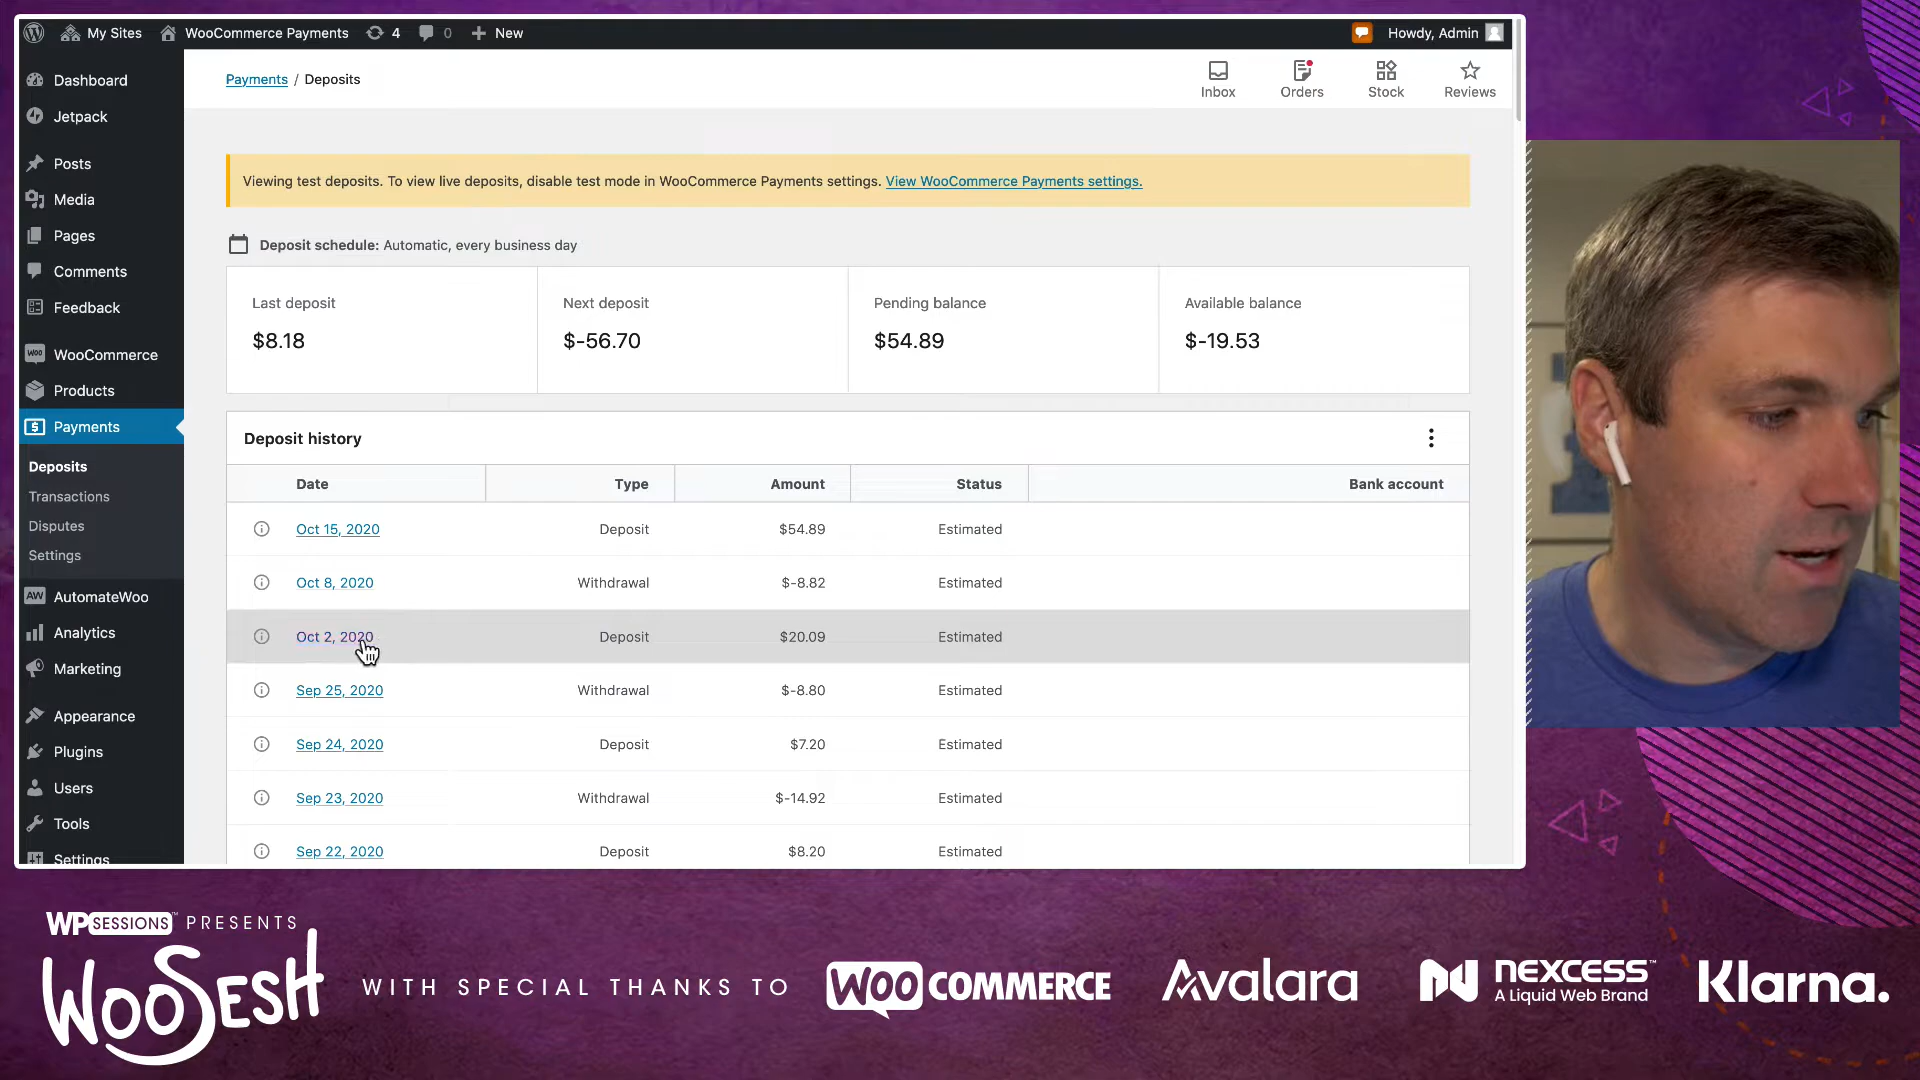 My Sites WooCommerce Payments 4 0 New Howdy, Admin
Dashboard
Jetpack
Posts
Media
Pages
Comments
Feedback
WooCommerce
Products
Payments
Deposits
Transactions
Disputes
Settings
AutomateWoo
Analytics
Marketing
Appearance
Plugins
Users
Tools
Settings
Payments / Deposits
Inbox Orders Stock Reviews
Viewing test deposits. To view live deposits, disable test mode in WooCommerce Payments settings. View WooCommerce Payments settings.
Deposit schedule: Automatic, every business day
Last deposit Next deposit Pending balance Available balance
$8.18 $-56.70 $54.89 $-19.53
Deposit history
Date Type Amount Status Bank account
Oct 15, 2020 Deposit $54.89 Estimated
Oct 8, 2020 Withdrawal $-8.82 Estimated
Oct 2, 2020 Deposit $20.09 Estimated
Sep 25, 2020 Withdrawal $-8.80 Estimated
Sep 24, 2020 Deposit $7.20 Estimated
Sep 23, 2020 Withdrawal $-14.92 Estimated
Sep 22, 2020 Deposit $8.20 Estimated
WPSESSIONS™ PRESENTS
WOOSESH
WITH SPECIAL THANKS TO
WOOCOMMERCE
Avalara
NEXCESS™
A Liquid Web Brand
Klarna.